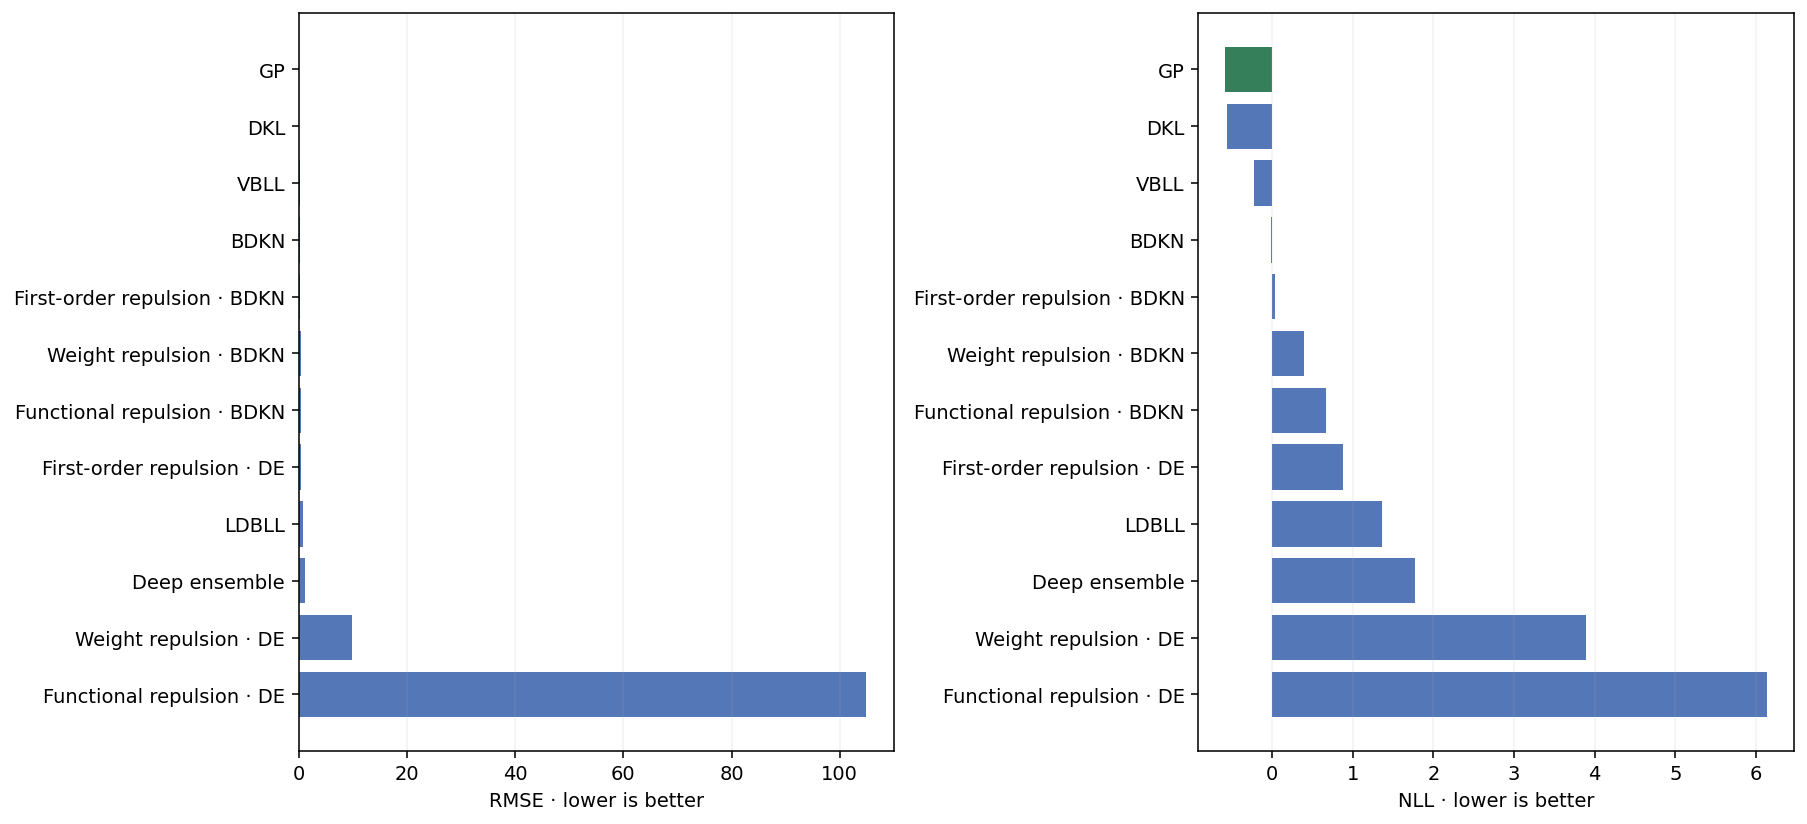 GP
DKL
VBLL
BDKN
First-order repulsion · BDKN
Weight repulsion · BDKN
Functional repulsion · BDKN
First-order repulsion · DE
LDBLL
Deep ensemble
Weight repulsion · DE
Functional repulsion · DE
0 20 40 60 80 100
RMSE · lower is better
GP
DKL
VBLL
BDKN
First-order repulsion · BDKN
Weight repulsion · BDKN
Functional repulsion · BDKN
First-order repulsion · DE
LDBLL
Deep ensemble
Weight repulsion · DE
Functional repulsion · DE
0 1 2 3 4 5 6
NLL · lower is better